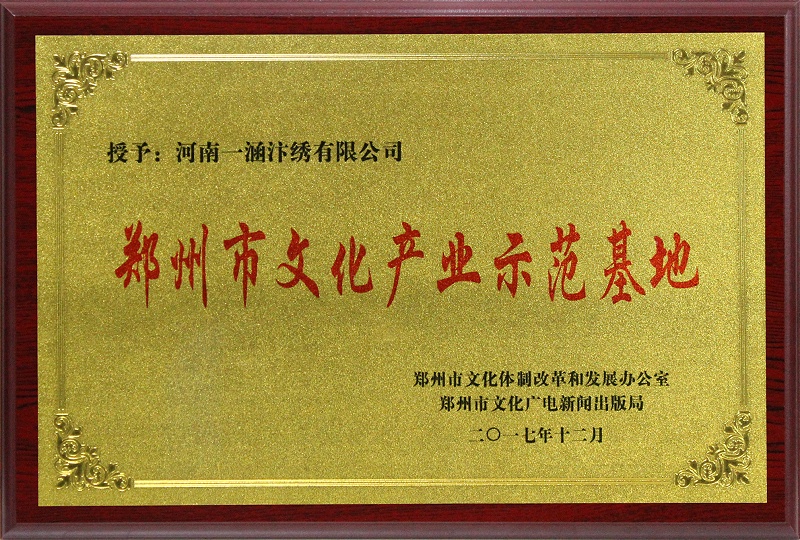 授予：河南一涵汴绣有限公司
郑州市文化产业示范基地
郑州市文化体制改革和发展办公室
郑州市文化广电新闻出版局
二〇一七年十二月